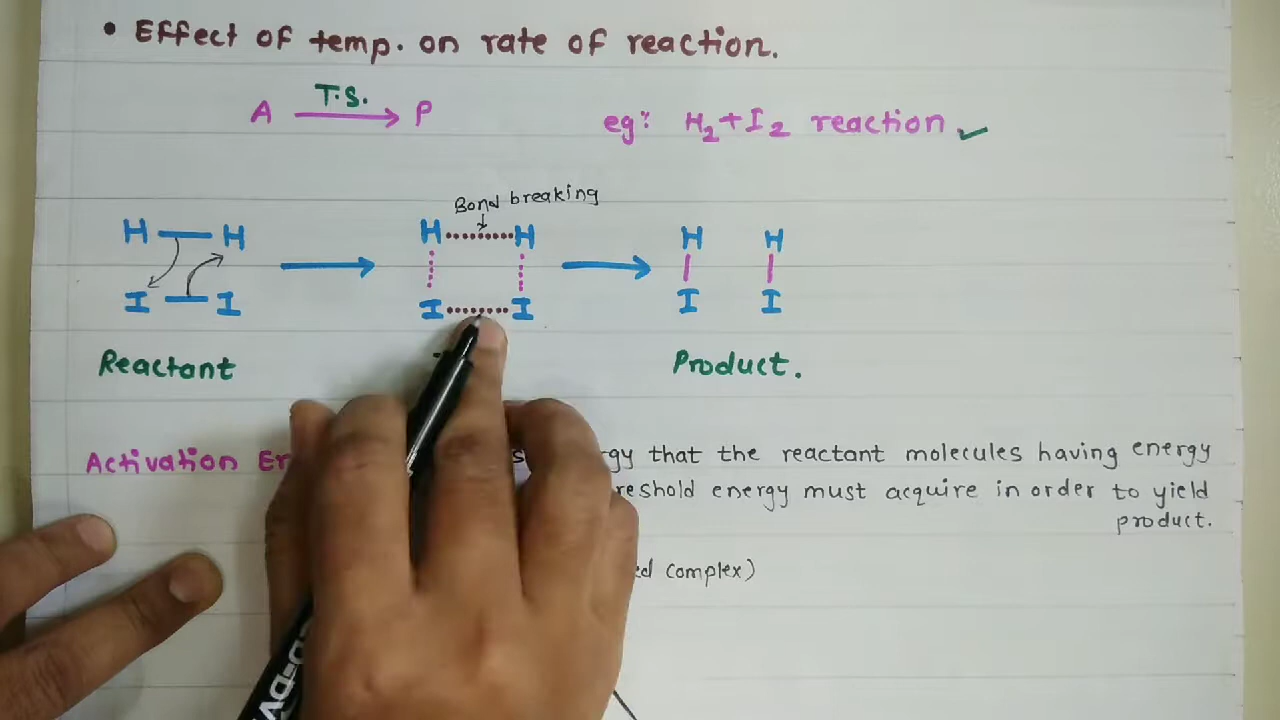 • Effect of temp. on rate of reaction.
A T.S. → P eg: H2+I2 reaction ✓
Bond breaking
H — H H H H H
I — I I I I I
Reactant Product.
Activation gy that the reactant molecules having energy
reshold energy must acquire in order to yield
product.
ed complex)